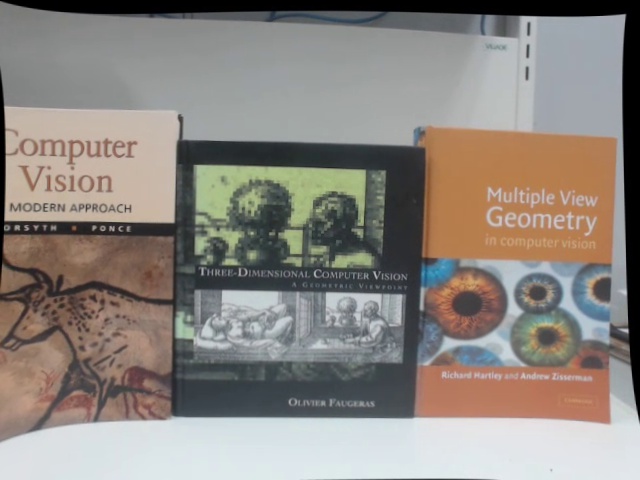 Computer
Vision
MODERN APPROACH
ORSYTH ▪ PONCE
THREE-DIMENSIONAL COMPUTER VISION
A GEOMETRIC VIEWPOINT
OLIVIER FAUGERAS
Multiple View
Geometry
in computer vision
Richard Hartley and Andrew Zisserman